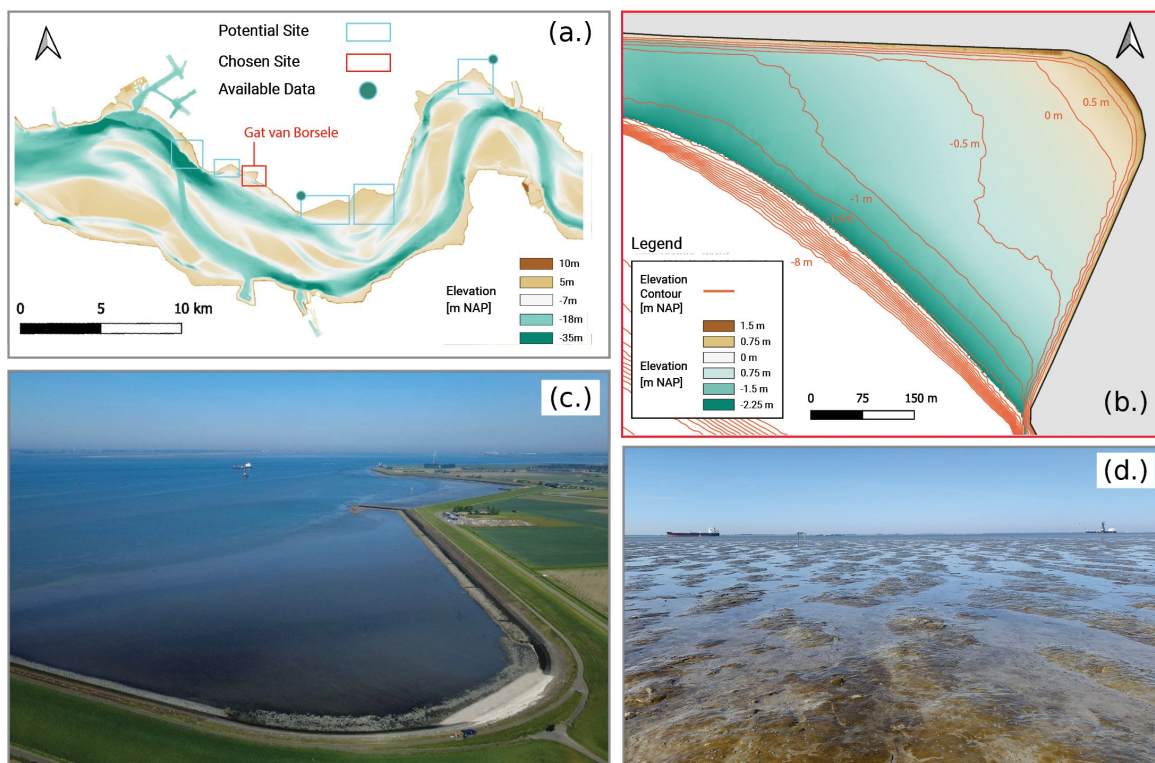 (a.)
Potential Site
Chosen Site
Available Data
Gat van Borsele
Elevation
[m NAP]
10m
5m
-7m
-18m
-35m
0 5 10 km
(b.)
0.5 m
0 m
-0.5 m
-1 m
-8 m
Legend
Elevation
Contour
[m NAP]
Elevation
[m NAP]
1.5 m
0.75 m
0 m
0.75 m
-1.5 m
-2.25 m
0 75 150 m
(c.)
(d.)